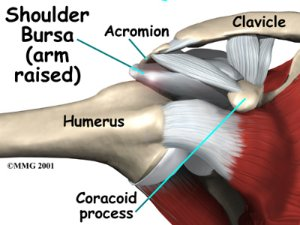 Shoulder
Bursa
(arm
raised)
Acromion
Clavicle
Humerus
©MMG 2001
Coracoid
process